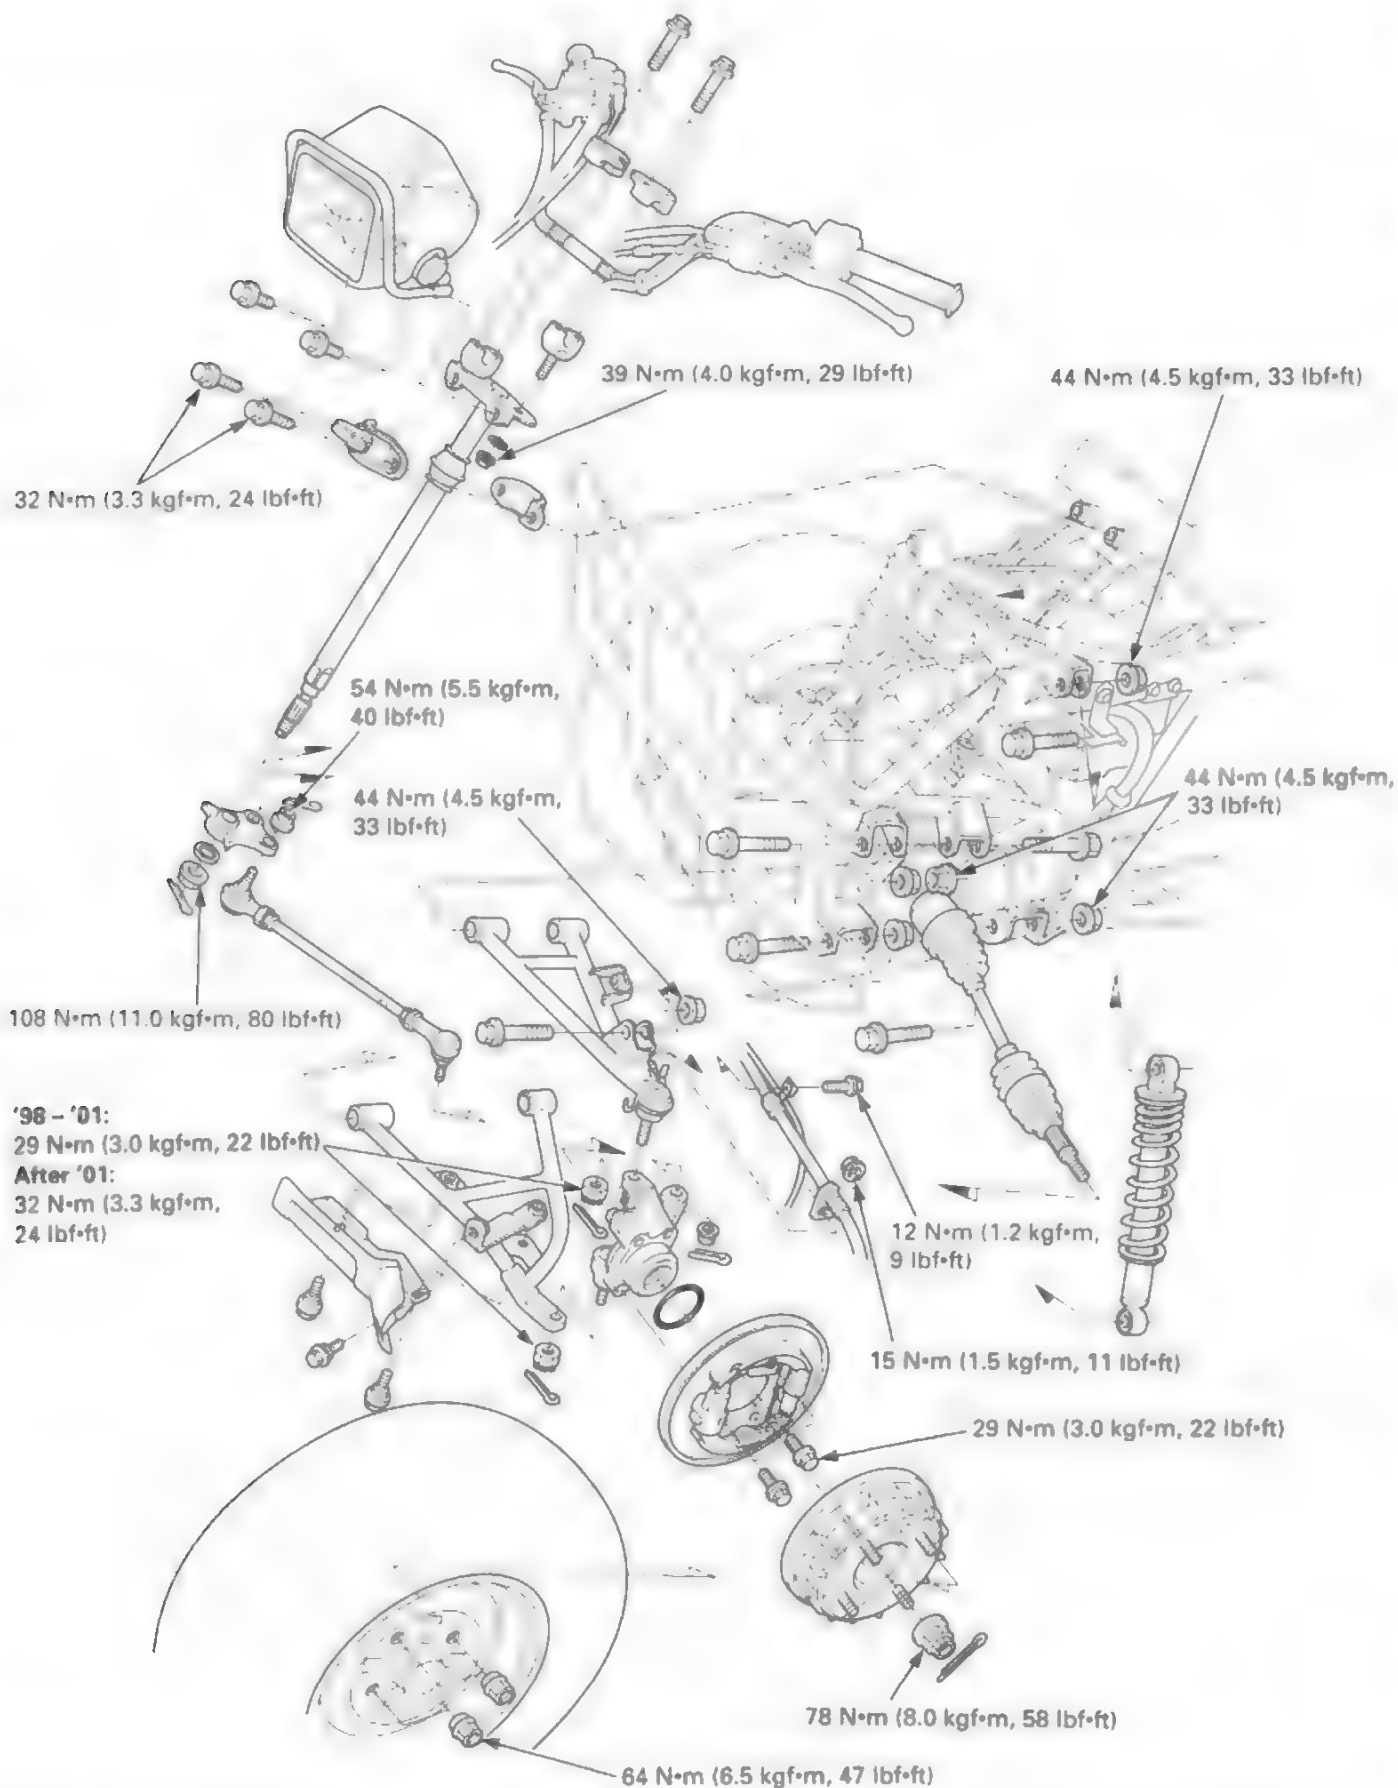 39 N•m (4.0 kgf•m, 29 lbf•ft)
44 N•m (4.5 kgf•m, 33 lbf•ft)
32 N•m (3.3 kgf•m, 24 lbf•ft)
54 N•m (5.5 kgf•m,
40 lbf•ft)
44 N•m (4.5 kgf•m,
33 lbf•ft)
44 N•m (4.5 kgf•m,
33 lbf•ft)
108 N•m (11.0 kgf•m, 80 lbf•ft)
'98 – '01:
29 N•m (3.0 kgf•m, 22 lbf•ft)
After '01:
32 N•m (3.3 kgf•m,
24 lbf•ft)
12 N•m (1.2 kgf•m,
9 lbf•ft)
15 N•m (1.5 kgf•m, 11 lbf•ft)
29 N•m (3.0 kgf•m, 22 lbf•ft)
78 N•m (8.0 kgf•m, 58 lbf•ft)
64 N•m (6.5 kgf•m, 47 lbf•ft)